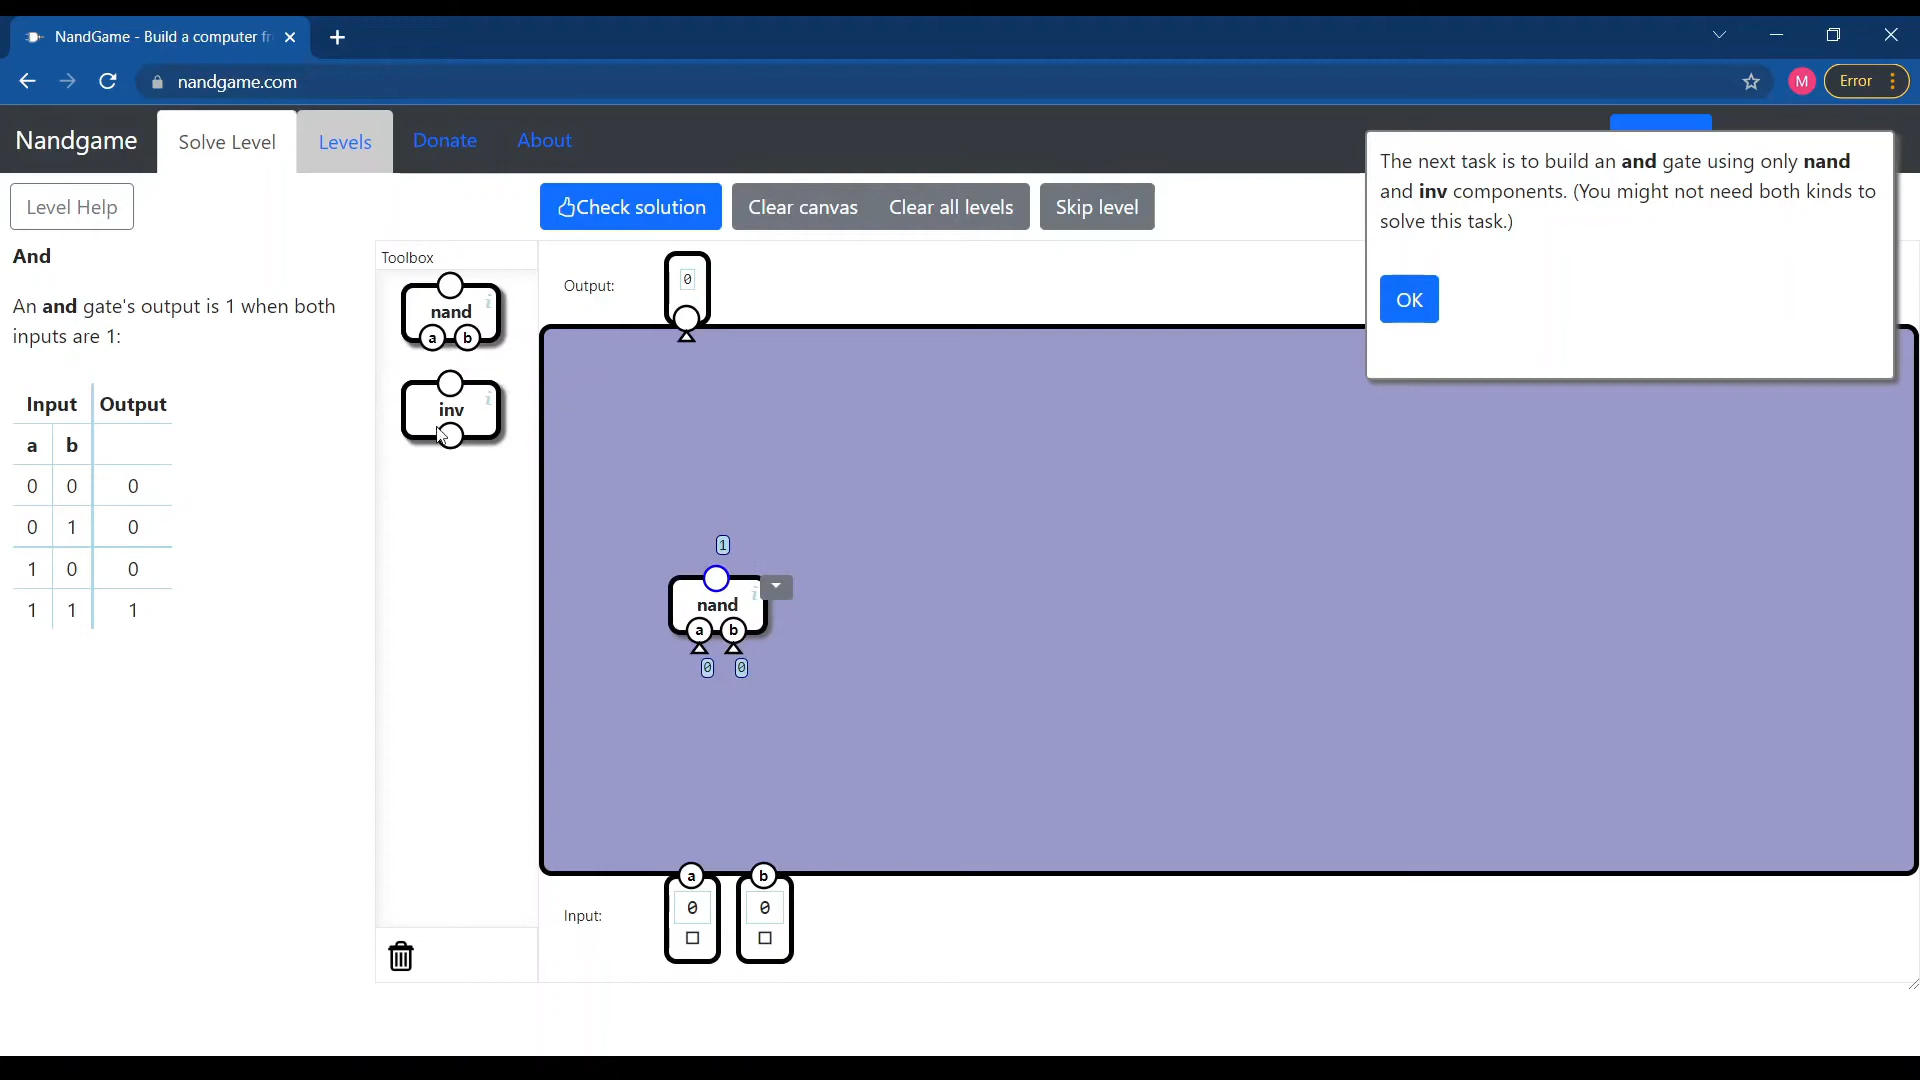 NandGame - Build a computer fr
nandgame.com
M
Error
Nandgame
Solve Level
Levels
Donate
About
The next task is to build an and gate using only nand
and inv components. (You might not need both kinds to
solve this task.)
OK
Level Help
Check solution
Clear canvas
Clear all levels
Skip level
And
An and gate's output is 1 when both
inputs are 1:
Input Output
a b
0 0 0
0 1 0
1 0 0
1 1 1
Toolbox
nand i
a b
inv i
Output:
0
1
nand i
a b
0 0
a b
Input:
0 0